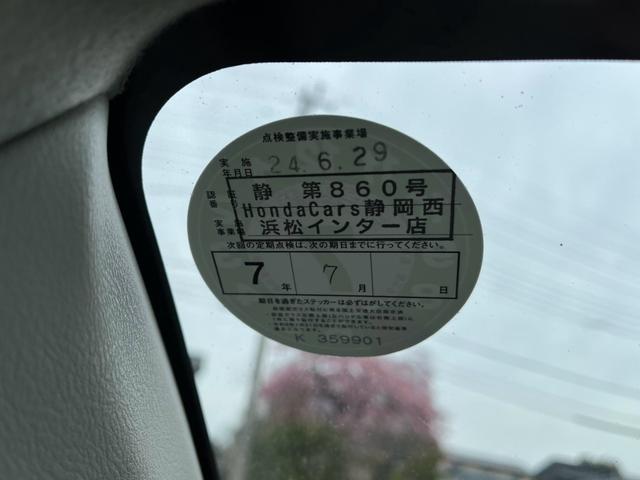 点検整備実施事業場
実施年月日 24.6.29
認証番号 静 第860号
HondaCars静岡西
実施事業場 浜松インター店
次回の定期点検は、次の期日までに行ってください。
7年 7月 日
期日を過ぎたステッカーは必ずはがしてください。
K 359901